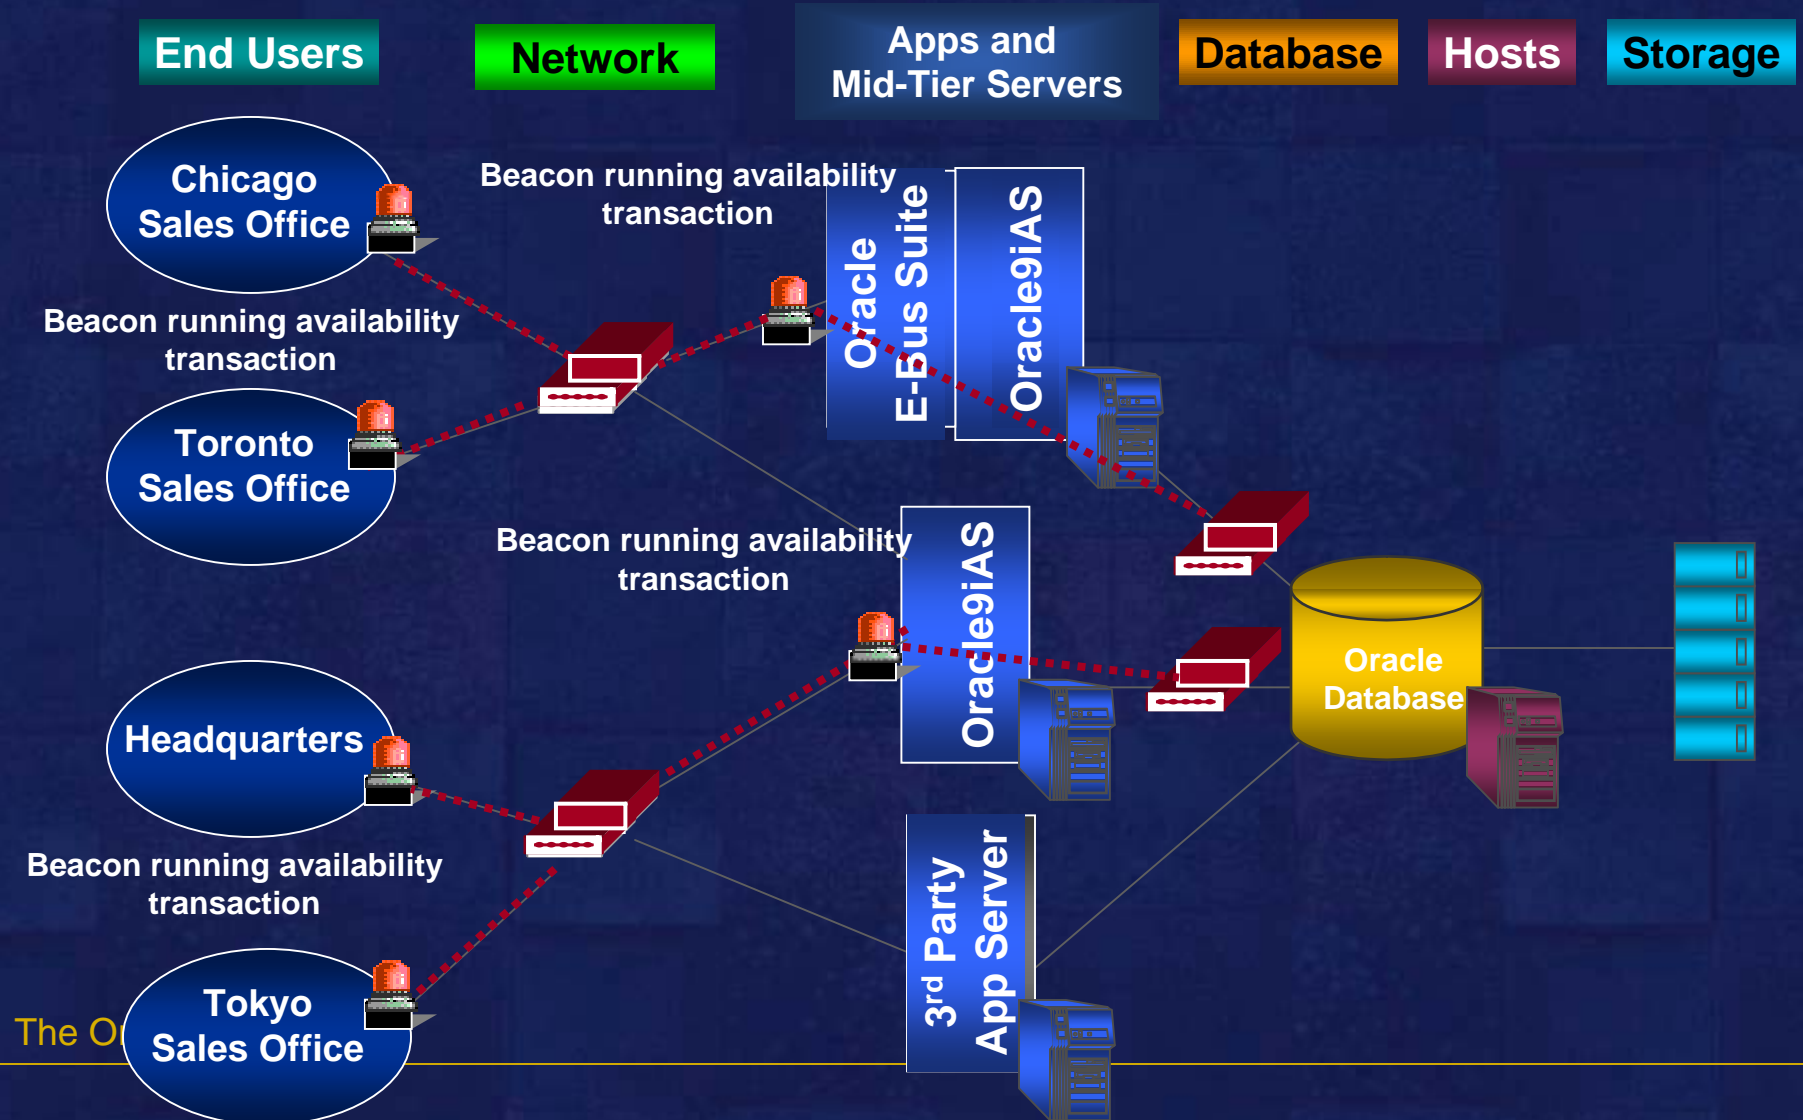 End Users
Network
Apps and
Mid-Tier Servers
Database
Hosts
Storage
Chicago
Sales Office
Beacon running availability
transaction
Oracle
E-Bus Suite
Oracle9iAS
Beacon running availability
transaction
Toronto
Sales Office
Beacon running availability
transaction
Oracle9iAS
Oracle
Database
Headquarters
Beacon running availability
transaction
3rd Party
App Server
Tokyo
Sales Office
The